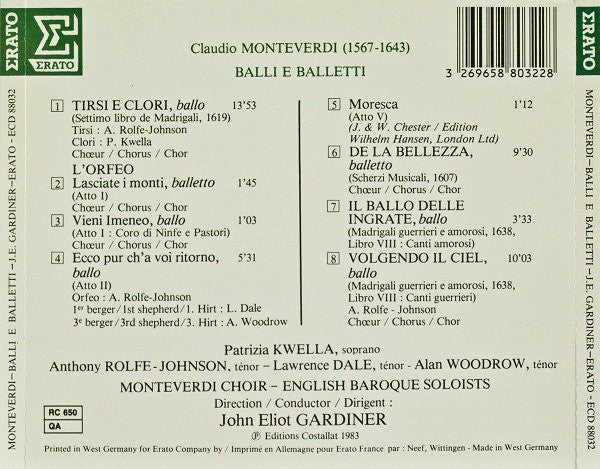 ERATO
ERATO
MONTEVERDI–BALLI E BALLETTI–J.E. GARDINER–ERATO–ECD 88032
Claudio MONTEVERDI (1567-1643)
BALLI E BALLETTI
3 269658 803228
1 TIRSI E CLORI, ballo 13'53
(Settimo libro de Madrigali, 1619)
Tirsi : A. Rolfe-Johnson
Clori : P. Kwella
Chœur / Chorus / Chor
L'ORFEO
2 Lasciate i monti, balletto 1'45
(Atto I)
Chœur / Chorus / Chor
3 Vieni Imeneo, ballo 1'03
(Atto I : Coro di Ninfe e Pastori)
Chœur / Chorus / Chor
4 Ecco pur ch'a voi ritorno, 5'31
ballo
(Atto II)
Orfeo : A. Rolfe-Johnson
1er berger/1st shepherd/1. Hirt : L. Dale
3e berger/3rd shepherd/3. Hirt : A. Woodrow
5 Moresca 1'12
(Atto V)
(J. & W. Chester / Edition
Wilhelm Hansen, London Ltd)
6 DE LA BELLEZZA, 9'30
balletto
(Scherzi Musicali, 1607)
Chœur / Chorus / Chor
7 IL BALLO DELLE
INGRATE, ballo 3'33
(Madrigali guerrieri e amorosi, 1638,
Libro VIII : Canti amorosi)
8 VOLGENDO IL CIEL, 10'03
ballo
(Madrigali guerrieri e amorosi, 1638,
Libro VIII : Canti guerrieri)
A. Rolfe - Johnson
Chœur / Chorus / Chor
Patrizia KWELLA, soprano
Anthony ROLFE-JOHNSON, ténor – Lawrence DALE, ténor - Alan WOODROW, ténor
MONTEVERDI CHOIR – ENGLISH BAROQUE SOLOISTS
Direction / Conductor / Dirigent :
John Eliot GARDINER
℗ Editions Costallat 1983
RC 650
QA
Printed in West Germany for Erato Company by / Imprimé en Allemagne pour Erato France par : Neef, Wittingen - Made in West Germany
ERATO
MONTEVERDI–BALLI E BALLETTI–J.E. GARDINER–ERATO–ECD 88032